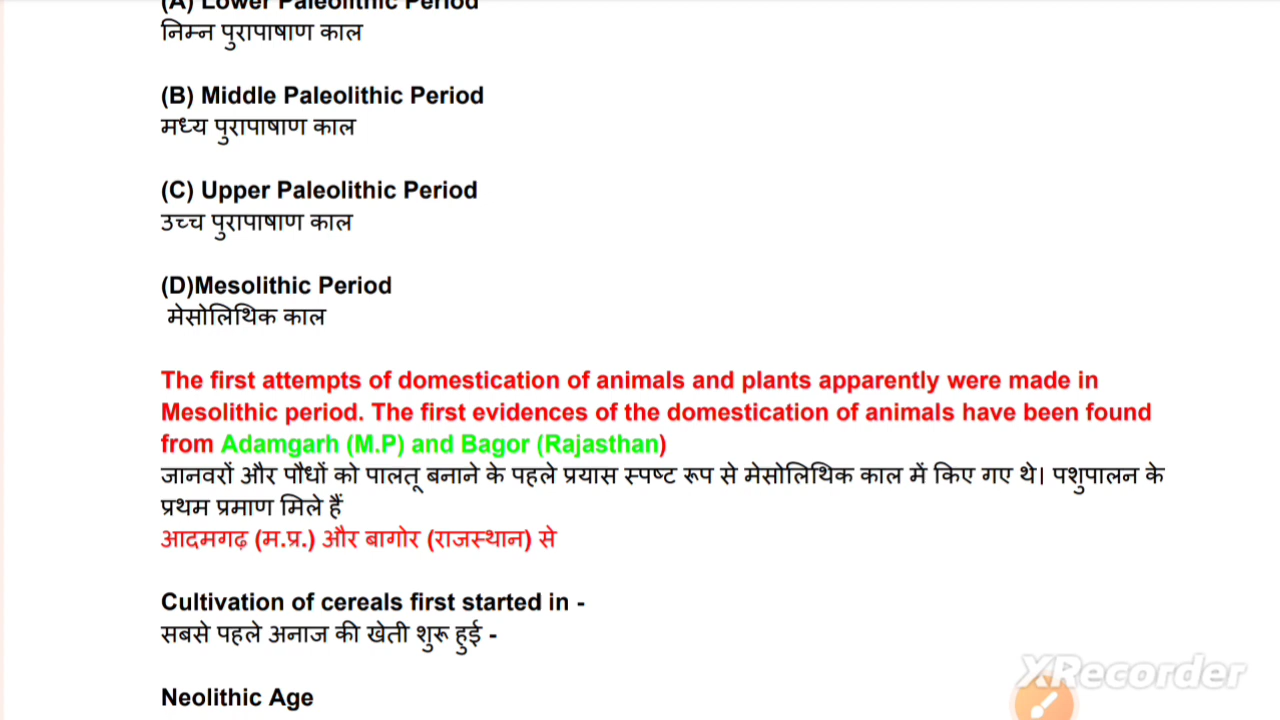 (A) Lower Paleolithic Period
निम्न पुरापाषाण काल
(B) Middle Paleolithic Period
मध्य पुरापाषाण काल
(C) Upper Paleolithic Period
उच्च पुरापाषाण काल
(D)Mesolithic Period
मेसोलिथिक काल
The first attempts of domestication of animals and plants apparently were made in
Mesolithic period. The first evidences of the domestication of animals have been found
from Adamgarh (M.P) and Bagor (Rajasthan)
जानवरों और पौधों को पालतू बनाने के पहले प्रयास स्पष्ट रूप से मेसोलिथिक काल में किए गए थे। पशुपालन के
प्रथम प्रमाण मिले हैं
आदमगढ़ (म.प्र.) और बागोर (राजस्थान) से
Cultivation of cereals first started in -
सबसे पहले अनाज की खेती शुरू हुई -
Neolithic Age
XRecorder